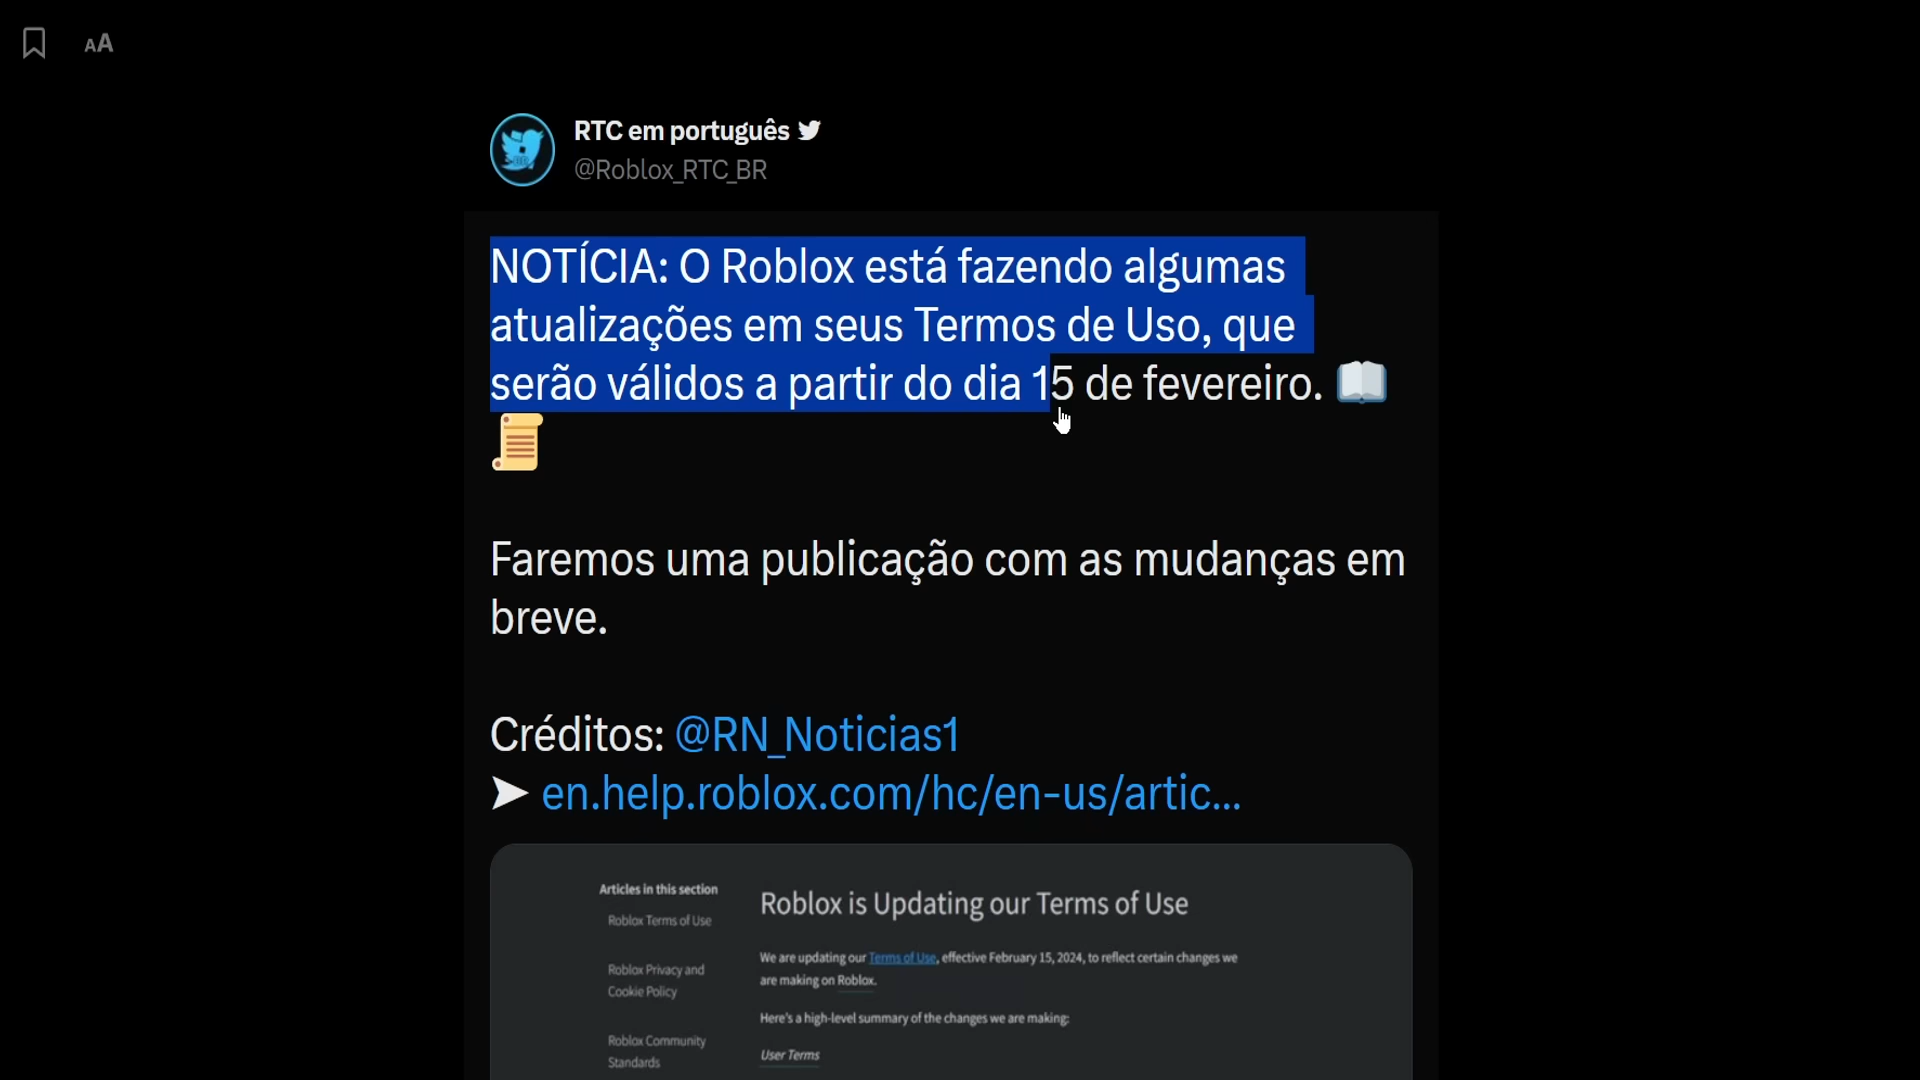 AA
RTC em português
@Roblox_RTC_BR
NOTÍCIA: O Roblox está fazendo algumas
atualizações em seus Termos de Uso, que
serão válidos a partir do dia 15 de fevereiro. 📖
📜
Faremos uma publicação com as mudanças em
breve.
Créditos: @RN_Noticias1
➤ en.help.roblox.com/hc/en-us/artic...
Articles in this section
Roblox Terms of Use
Roblox Privacy and
Cookie Policy
Roblox Community
Standards
Roblox is Updating our Terms of Use
We are updating our Terms of Use, effective February 15, 2024, to reflect certain changes we
are making on Roblox.
Here's a high-level summary of the changes we are making:
User Terms